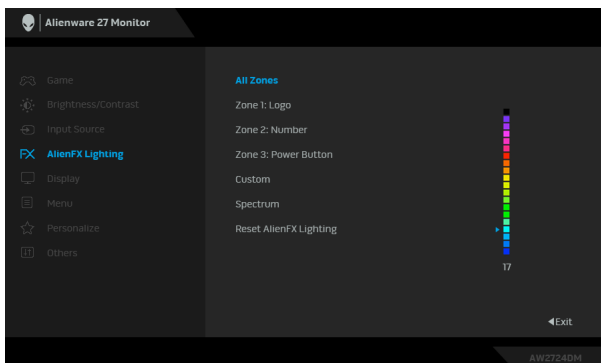 Alienware 27 Monitor
Game
Brightness/Contrast
Input Source
AlienFX Lighting
Display
Menu
Personalize
Others
All Zones
Zone 1: Logo
Zone 2: Number
Zone 3: Power Button
Custom
Spectrum
Reset AlienFX Lighting
17
Exit
AW2724DM